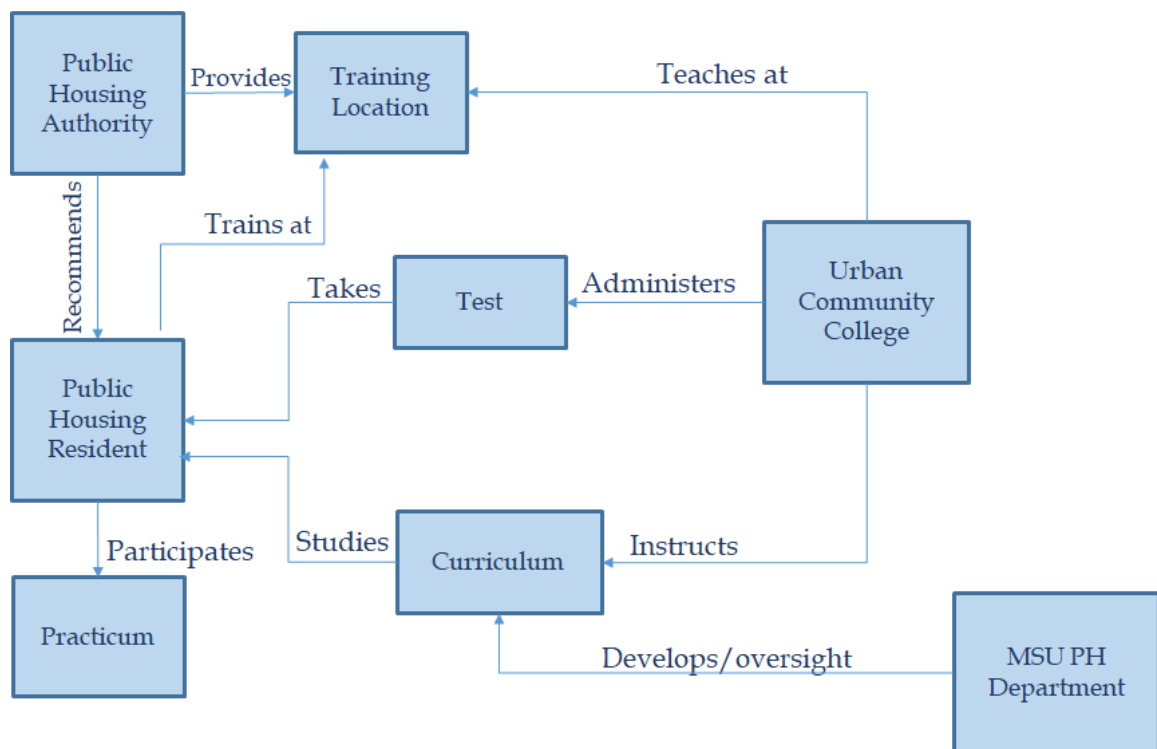 Public
Housing
Authority
Provides
Training
Location
Teaches at
Recommends
Trains at
Takes
Test
Administers
Urban
Community
College
Public
Housing
Resident
Participates
Studies
Curriculum
Instructs
Practicum
Develops/oversight
MSU PH
Department